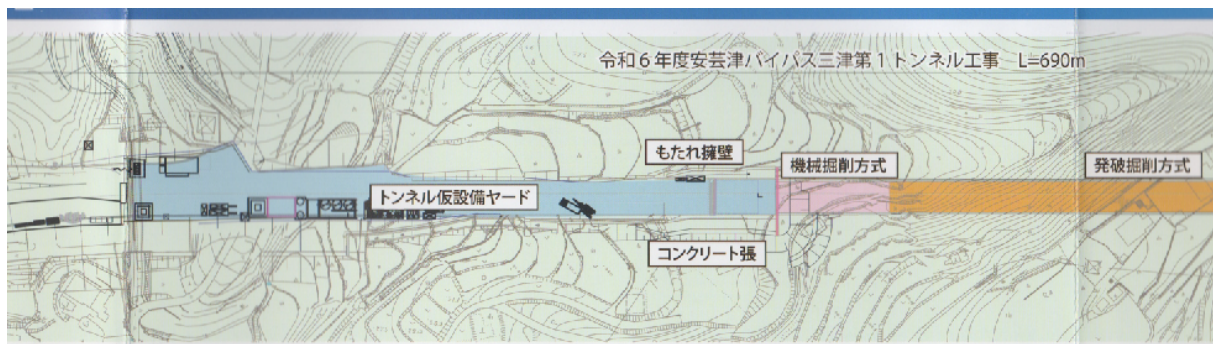 令和6年度安芸津バイパス三津第1トンネル工事 L=690m
もたれ擁壁
機械掘削方式
発破掘削方式
トンネル仮設備ヤード
コンクリート張